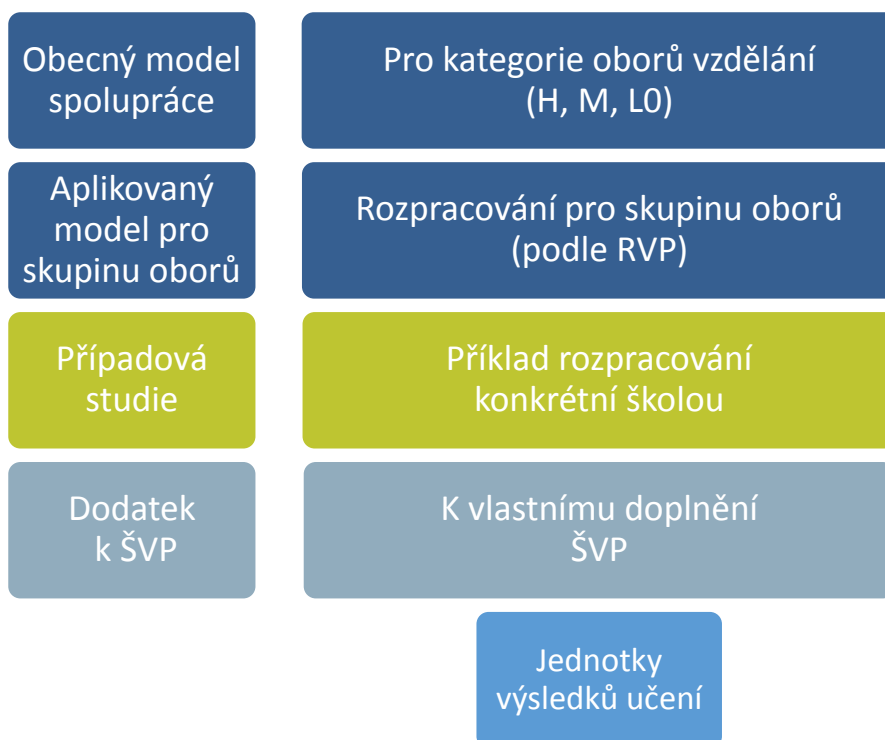 Obecný model
spolupráce
Pro kategorie oborů vzdělání
(H, M, L0)
Aplikovaný
model pro
skupinu oborů
Rozpracování pro skupinu oborů
(podle RVP)
Případová
studie
Příklad rozpracování
konkrétní školou
Dodatek
k ŠVP
K vlastnímu doplnění
ŠVP
Jednotky
výsledků učení